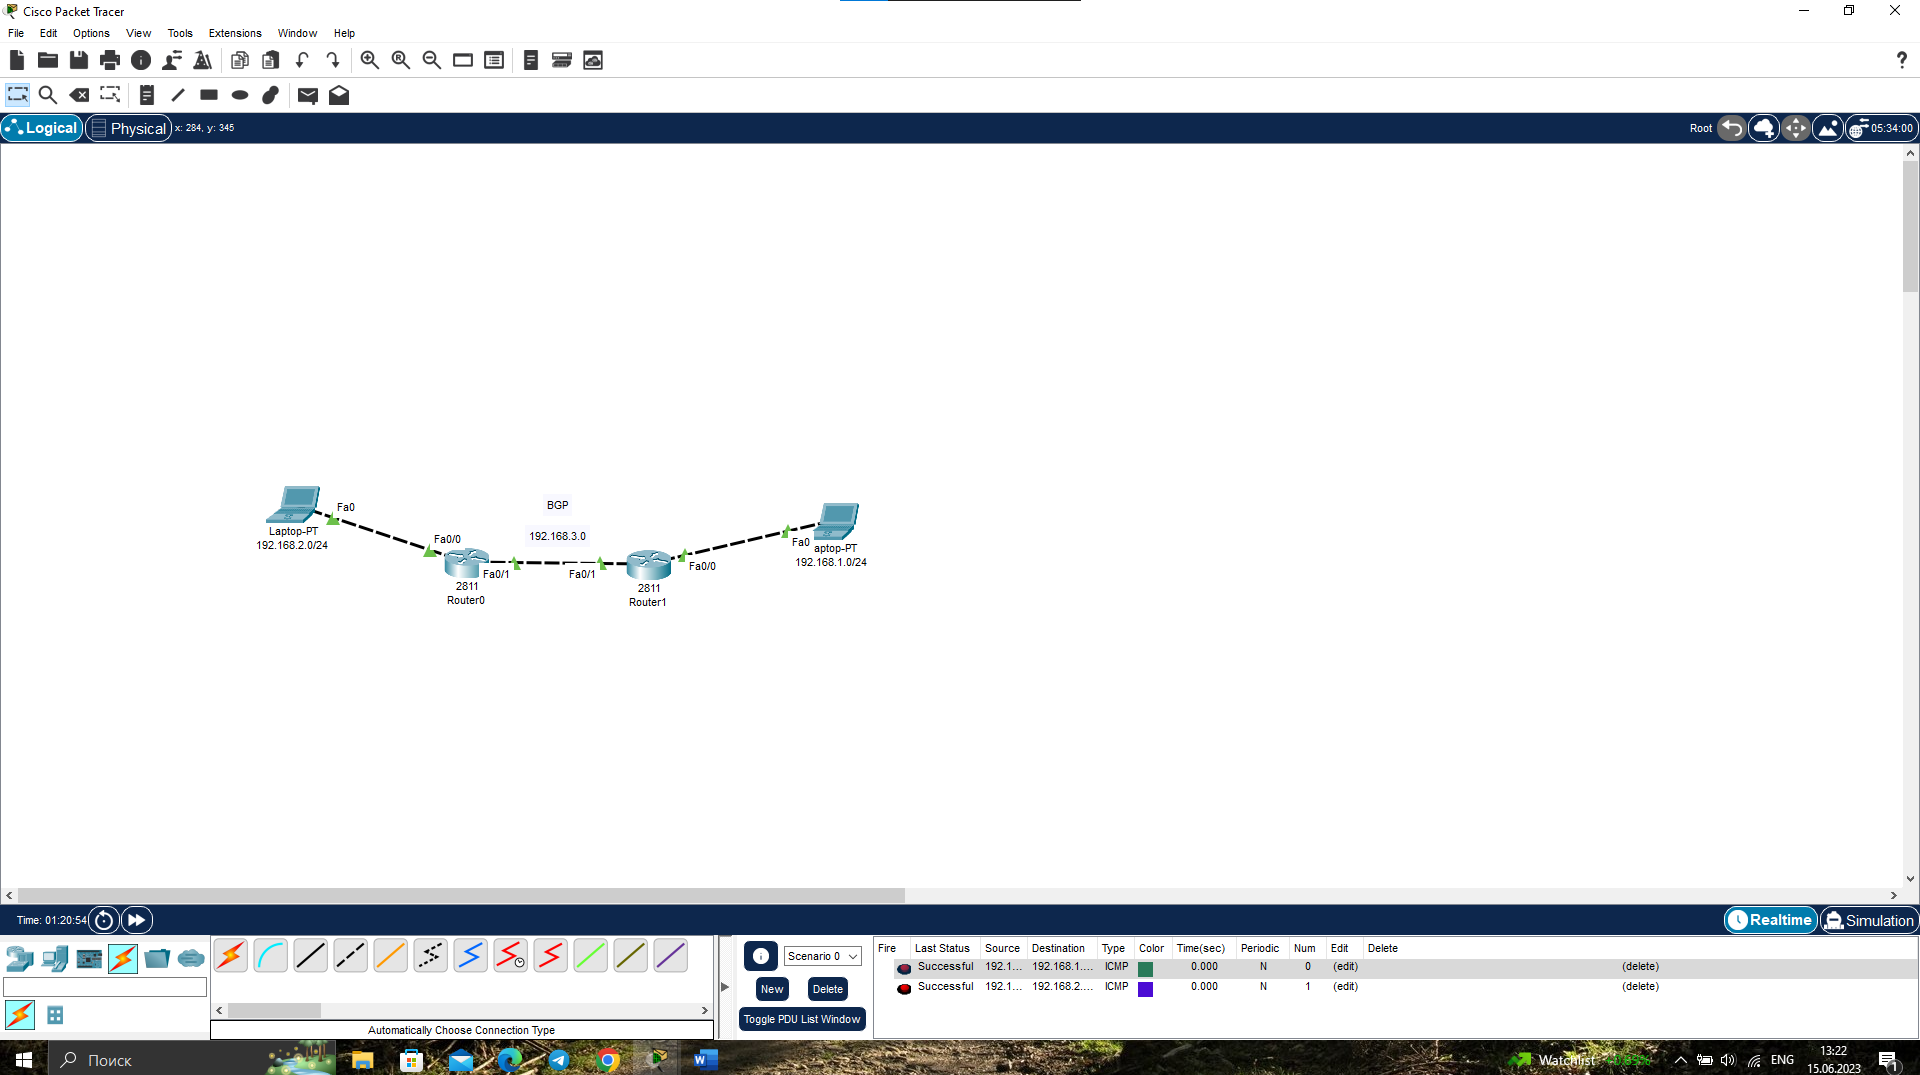 Cisco Packet Tracer
File Edit Options View Tools Extensions Window Help
Logical Physical x: 284, y: 345 Root 05:34:00
BGP
Fa0
Laptop-PT
192.168.2.0/24
Fa0/0
192.168.3.0
Fa0/1
Fa0/1
2811
Router0
2811
Router1
Fa0/0
Fa0
aptop-PT
192.168.1.0/24
Time: 01:20:54 Realtime Simulation
Scenario 0
New Delete
Toggle PDU List Window
Automatically Choose Connection Type
Fire Last Status Source Destination Type Color Time(sec) Periodic Num Edit Delete
Successful 192.1... 192.168.1.... ICMP 0.000 N 0 (edit) (delete)
Successful 192.1... 192.168.2.... ICMP 0.000 N 1 (edit) (delete)
Поиск
Watchlist +0.69%
ENG
13:22
15.06.2023
1